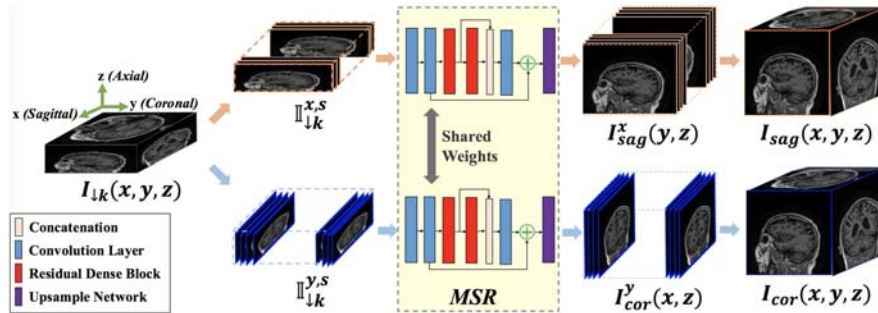 z (Axial)
x (Sagittal)
y (Coronal)
I↓k(x, y, z)
𝕀↓k^x,s
𝕀↓k^y,s
Shared
Weights
MSR
I^x_sag(y, z)
I_sag(x, y, z)
I^y_cor(x, z)
I_cor(x, y, z)
Concatenation
Convolution Layer
Residual Dense Block
Upsample Network